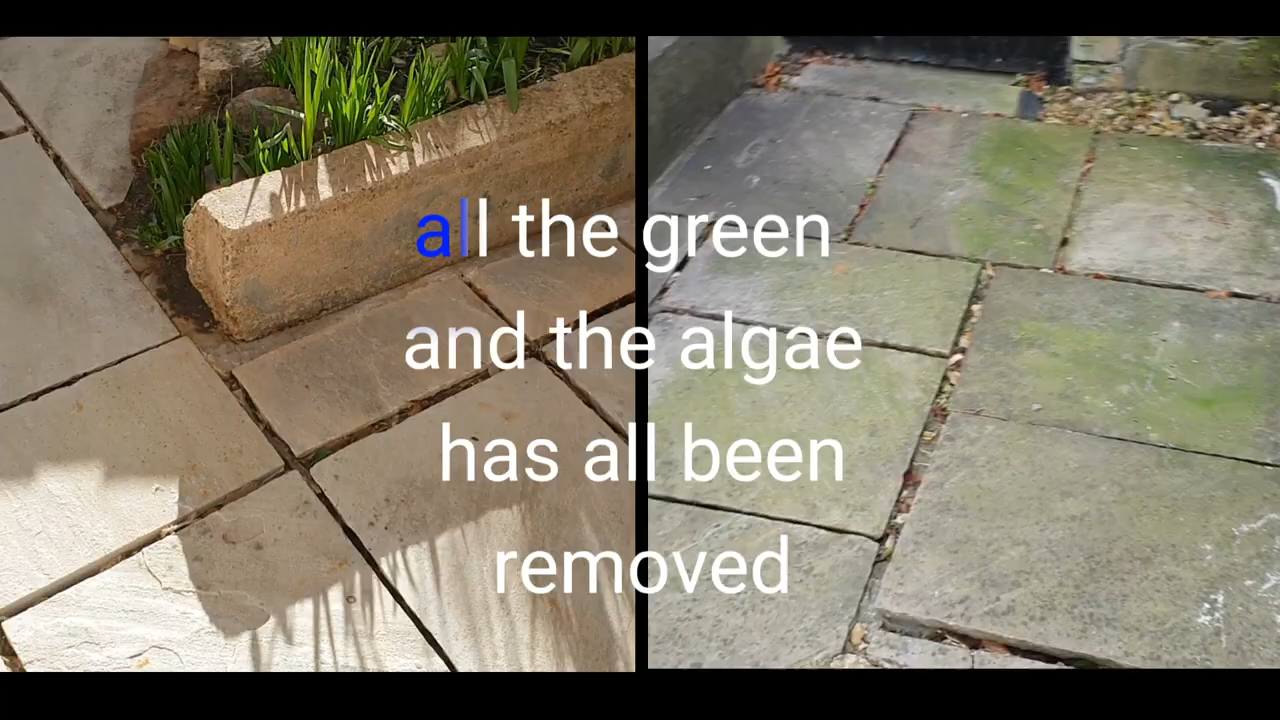 all the green
and the algae
has all been
removed